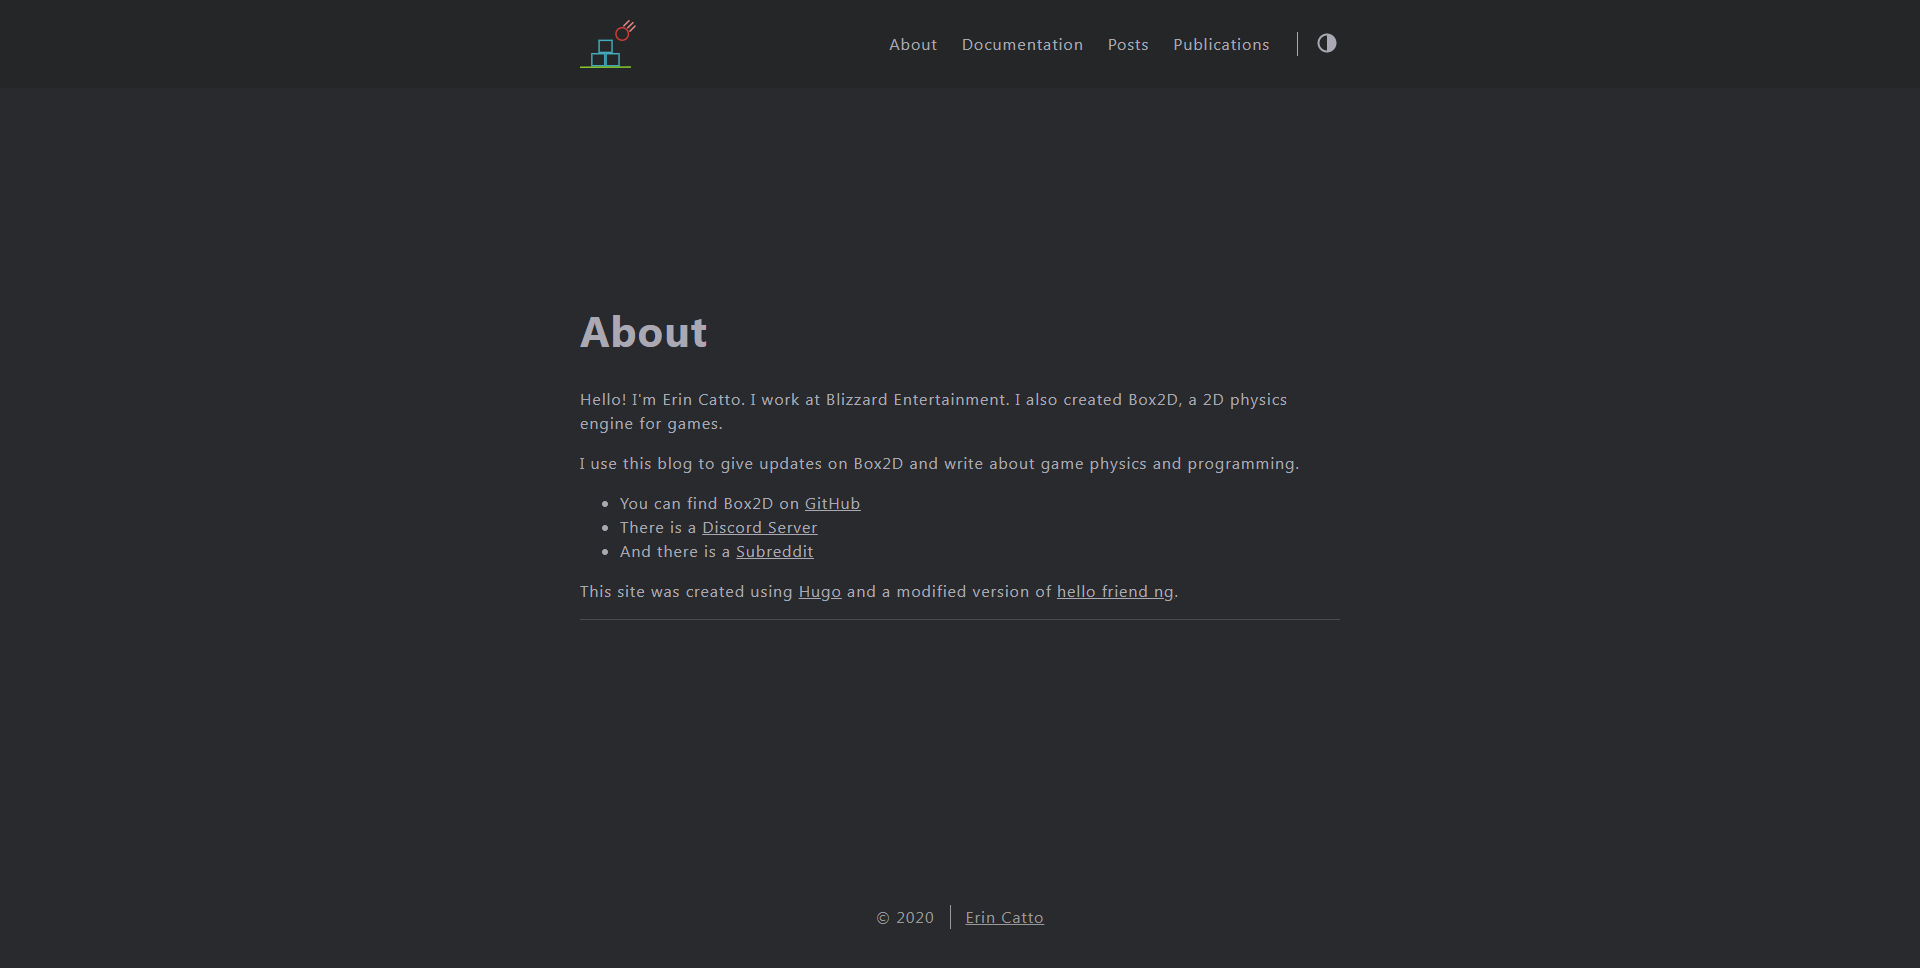 About Documentation Posts Publications
About
Hello! I'm Erin Catto. I work at Blizzard Entertainment. I also created Box2D, a 2D physics
engine for games.
I use this blog to give updates on Box2D and write about game physics and programming.
• You can find Box2D on GitHub
• There is a Discord Server
• And there is a Subreddit
This site was created using Hugo and a modified version of hello friend ng.
© 2020 Erin Catto